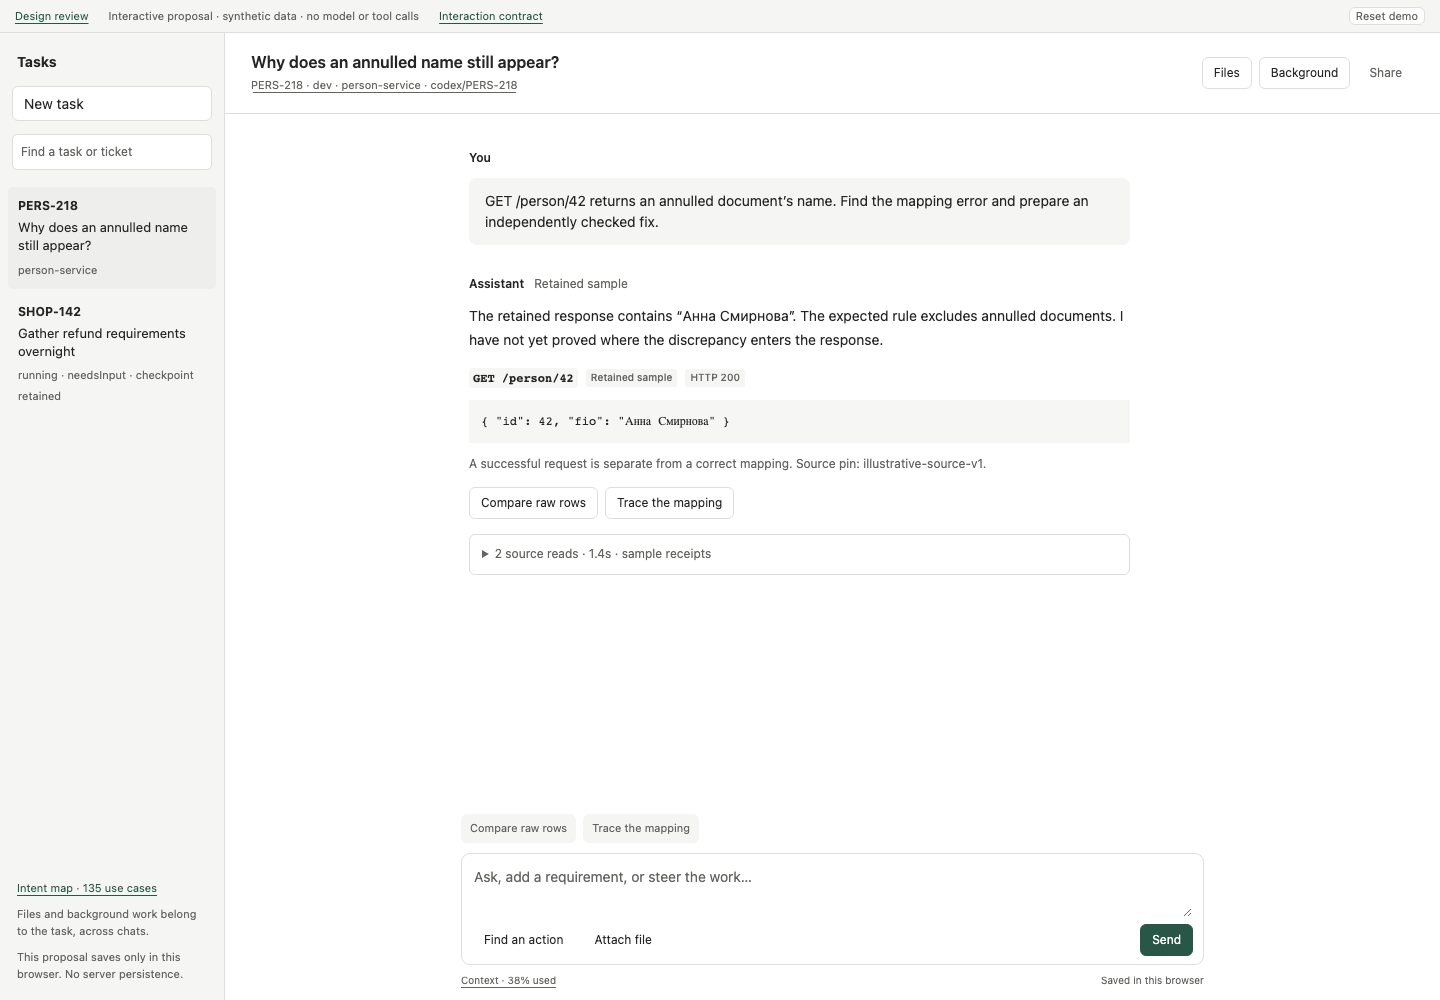 Design review Interactive proposal · synthetic data · no model or tool calls Interaction contract Reset demo
Tasks
New task
Find a task or ticket
PERS-218
Why does an annulled name
still appear?
person-service
SHOP-142
Gather refund requirements
overnight
running · needsInput · checkpoint
retained
Intent map · 135 use cases
Files and background work belong
to the task, across chats.
This proposal saves only in this
browser. No server persistence.
Why does an annulled name still appear?
PERS-218 · dev · person-service · codex/PERS-218
Files Background Share
You
GET /person/42 returns an annulled document’s name. Find the mapping error and prepare an
independently checked fix.
Assistant Retained sample
The retained response contains “Анна Смирнова”. The expected rule excludes annulled documents. I
have not yet proved where the discrepancy enters the response.
GET /person/42 Retained sample HTTP 200
{ "id": 42, "fio": "Анна Смирнова" }
A successful request is separate from a correct mapping. Source pin: illustrative-source-v1.
Compare raw rows Trace the mapping
2 source reads · 1.4s · sample receipts
Compare raw rows Trace the mapping
Ask, add a requirement, or steer the work…
Find an action Attach file Send
Context · 38% used Saved in this browser